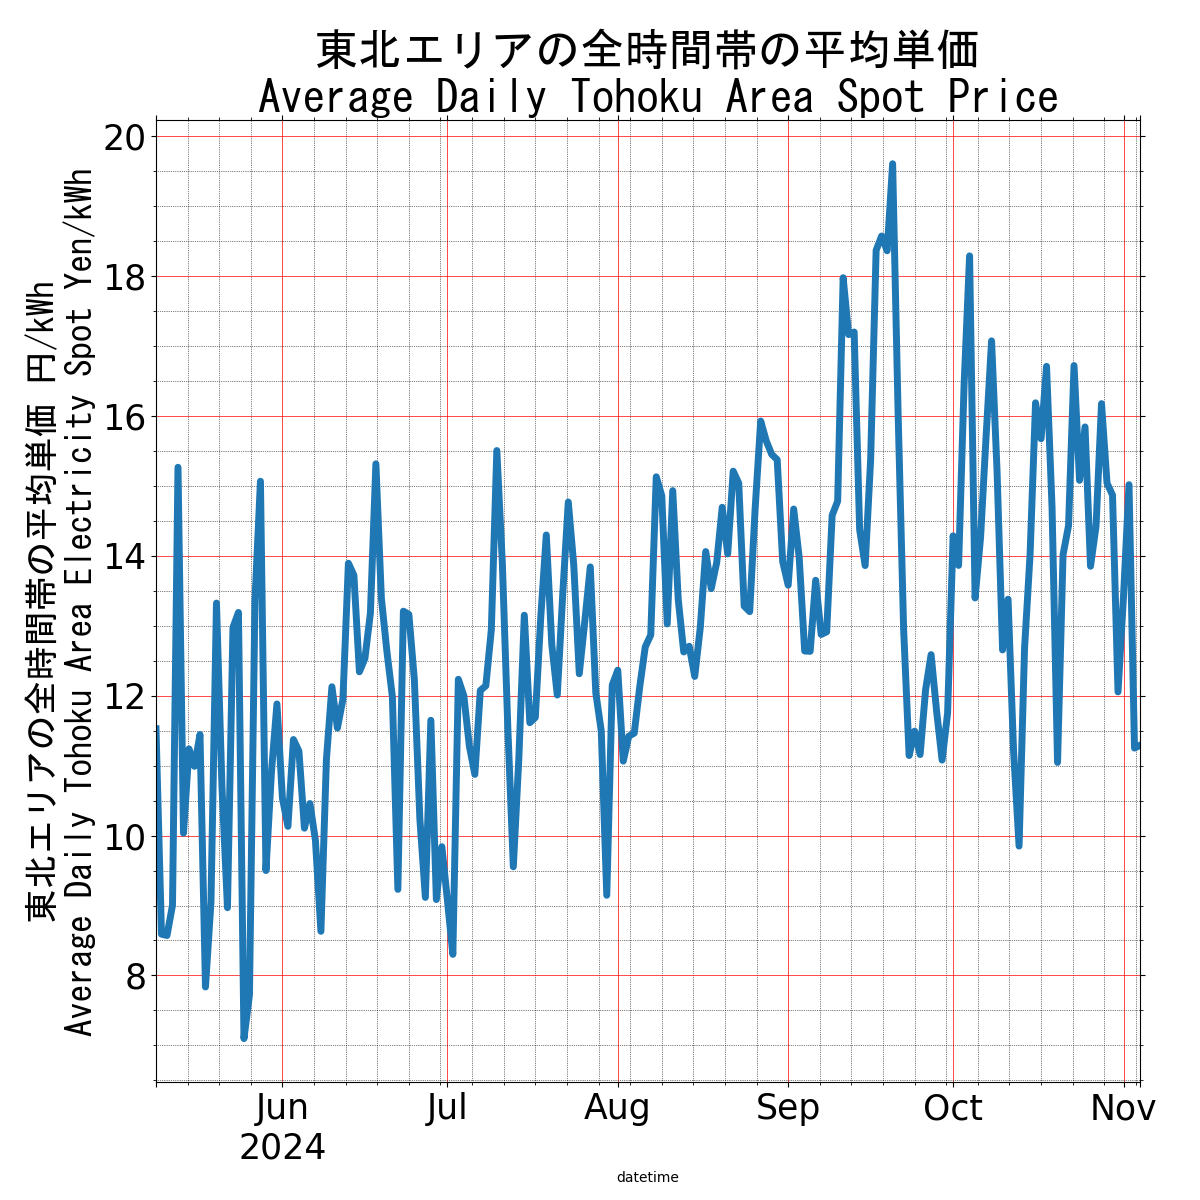 東北エリアの全時間帯の平均単価
Average Daily Tohoku Area Spot Price
東北エリアの全時間帯の平均単価 円/kWh
Average Daily Tohoku Area Electricity Spot Yen/kWh
20
18
16
14
12
10
8
Jun
2024
Jul
Aug
Sep
Oct
Nov
datetime